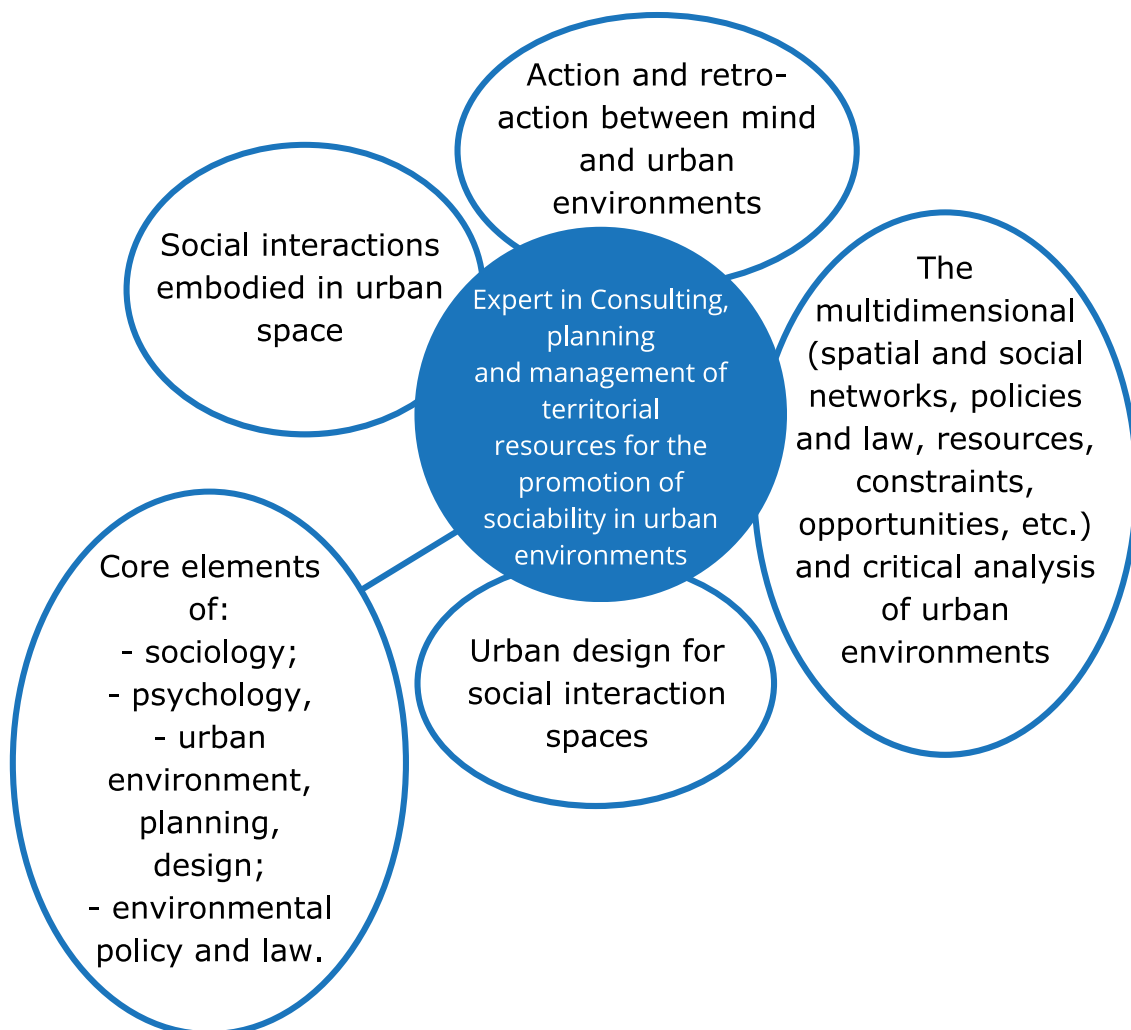 Action and retro-
action between mind
and urban
environments
Social interactions
embodied in urban
space
Expert in Consulting,
planning
and management of
territorial
resources for the
promotion of
sociability in urban
environments
The
multidimensional
(spatial and social
networks, policies
and law, resources,
constraints,
opportunities, etc.)
and critical analysis
of urban
environments
Core elements
of:
- sociology;
- psychology,
- urban
environment,
planning,
design;
- environmental
policy and law.
Urban design for
social interaction
spaces